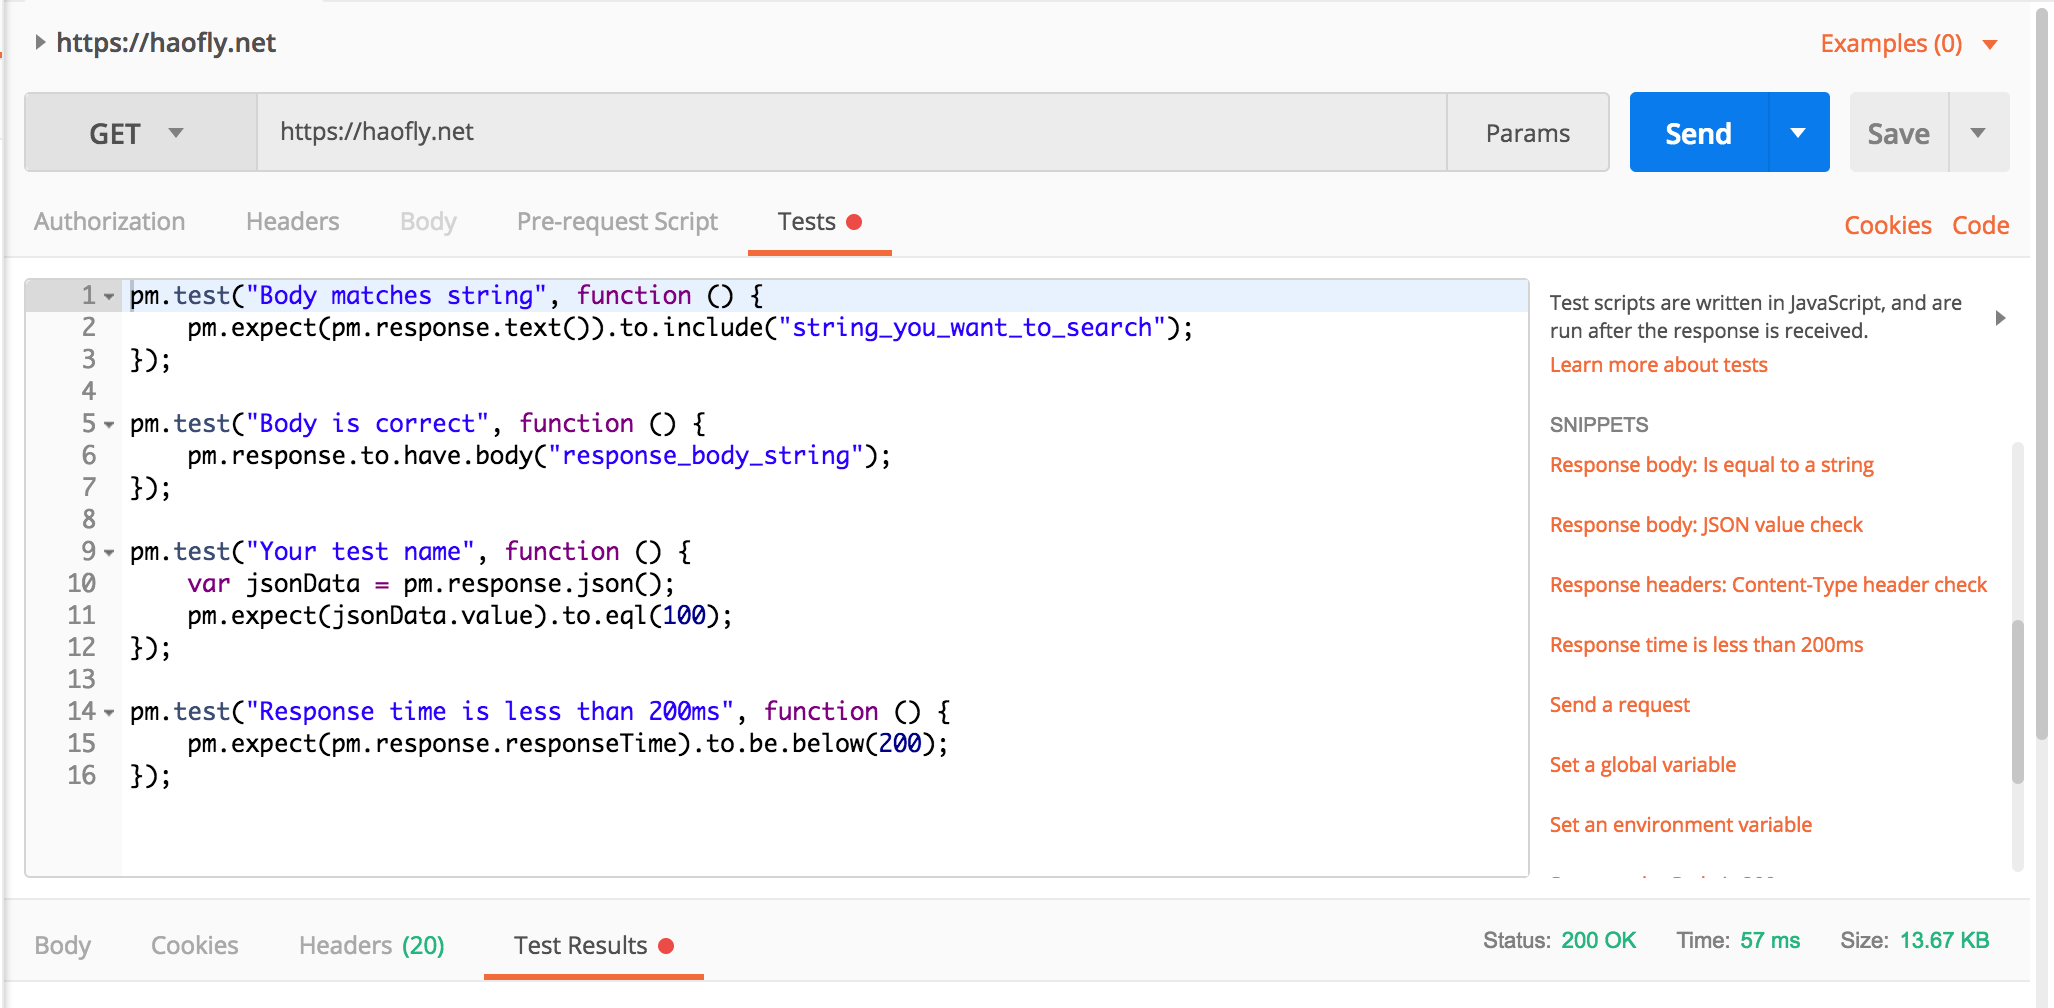 https://haofly.net
Examples (0)
GET
https://haofly.net
Params
Send
Save
Authorization
Headers
Body
Pre-request Script
Tests
Cookies
Code
1 pm.test("Body matches string", function () {
2     pm.expect(pm.response.text()).to.include("string_you_want_to_search");
3 });
4
5 pm.test("Body is correct", function () {
6     pm.response.to.have.body("response_body_string");
7 });
8
9 pm.test("Your test name", function () {
10     var jsonData = pm.response.json();
11     pm.expect(jsonData.value).to.eql(100);
12 });
13
14 pm.test("Response time is less than 200ms", function () {
15     pm.expect(pm.response.responseTime).to.be.below(200);
16 });
Test scripts are written in JavaScript, and are
run after the response is received.
Learn more about tests
SNIPPETS
Response body: Is equal to a string
Response body: JSON value check
Response headers: Content-Type header check
Response time is less than 200ms
Send a request
Set a global variable
Set an environment variable
Body
Cookies
Headers (20)
Test Results
Status: 200 OK
Time: 57 ms
Size: 13.67 KB